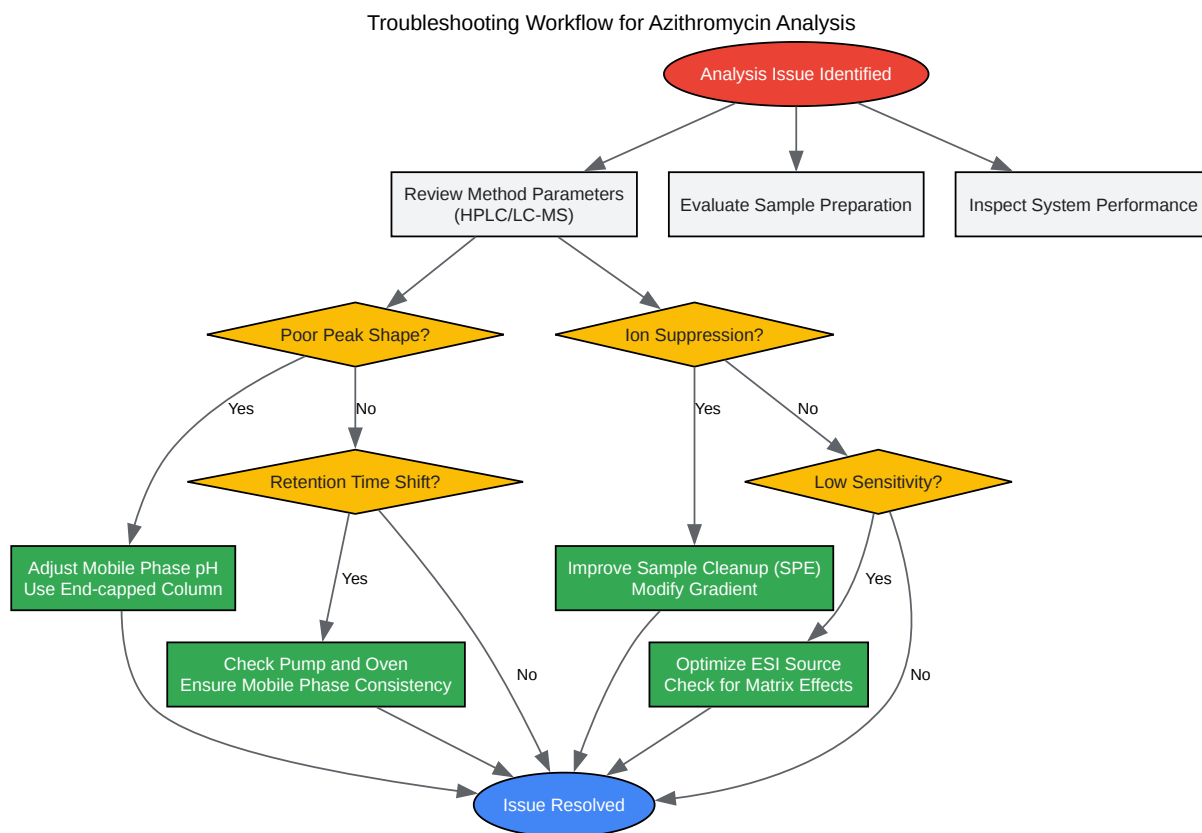 Troubleshooting Workflow for Azithromycin Analysis
Analysis Issue Identified
Review Method Parameters
(HPLC/LC-MS)
Evaluate Sample Preparation
Inspect System Performance
Poor Peak Shape?
Ion Suppression?
Yes
No
Yes
No
Retention Time Shift?
Low Sensitivity?
Adjust Mobile Phase pH
Use End-capped Column
Improve Sample Cleanup (SPE)
Modify Gradient
Yes
Yes
Check Pump and Oven
Ensure Mobile Phase Consistency
No
Optimize ESI Source
Check for Matrix Effects
No
Issue Resolved